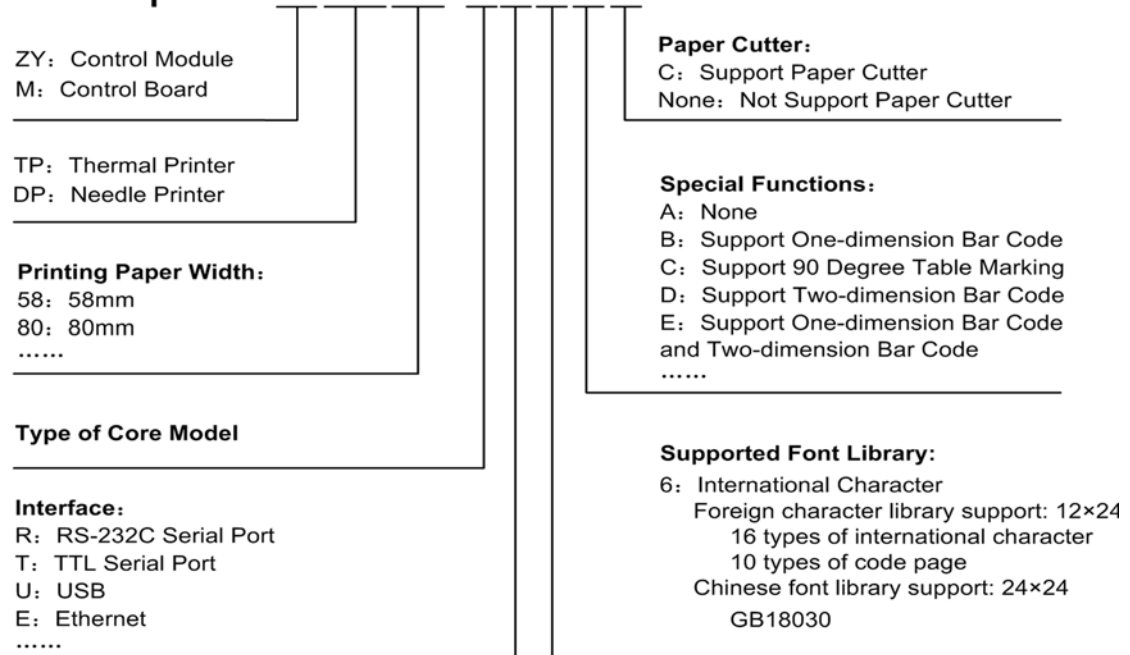 ZY：Control Module
M：Control Board
TP：Thermal Printer
DP：Needle Printer
Printing Paper Width：
58：58mm
80：80mm
……
Type of Core Model
Interface：
R：RS-232C Serial Port
T：TTL Serial Port
U：USB
E：Ethernet
……
Paper Cutter：
C：Support Paper Cutter
None：Not Support Paper Cutter
Special Functions：
A：None
B：Support One-dimension Bar Code
C：Support 90 Degree Table Marking
D：Support Two-dimension Bar Code
E：Support One-dimension Bar Code
and Two-dimension Bar Code
……
Supported Font Library:
6：International Character
Foreign character library support: 12×24
16 types of international character
10 types of code page
Chinese font library support: 24×24
GB18030